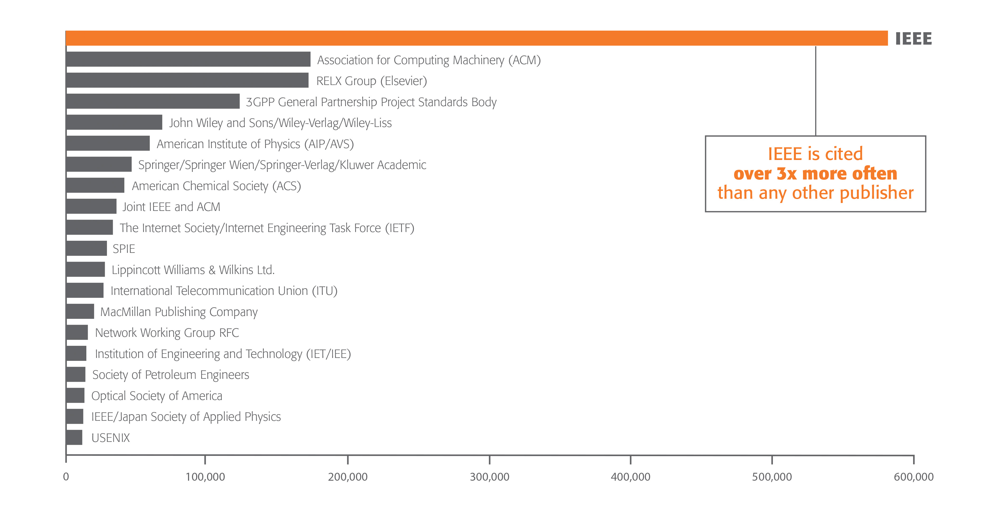 IEEE
Association for Computing Machinery (ACM)
RELX Group (Elsevier)
3GPP General Partnership Project Standards Body
John Wiley and Sons/Wiley-Verlag/Wiley-Liss
American Institute of Physics (AIP/AVS)
Springer/Springer Wien/Springer-Verlag/Kluwer Academic
American Chemical Society (ACS)
Joint IEEE and ACM
The Internet Society/Internet Engineering Task Force (IETF)
SPIE
Lippincott Williams & Wilkins Ltd.
International Telecommunication Union (ITU)
MacMillan Publishing Company
Network Working Group RFC
Institution of Engineering and Technology (IET/IEE)
Society of Petroleum Engineers
Optical Society of America
IEEE/Japan Society of Applied Physics
USENIX
IEEE is cited
over 3x more often
than any other publisher
0 100,000 200,000 300,000 400,000 500,000 600,000